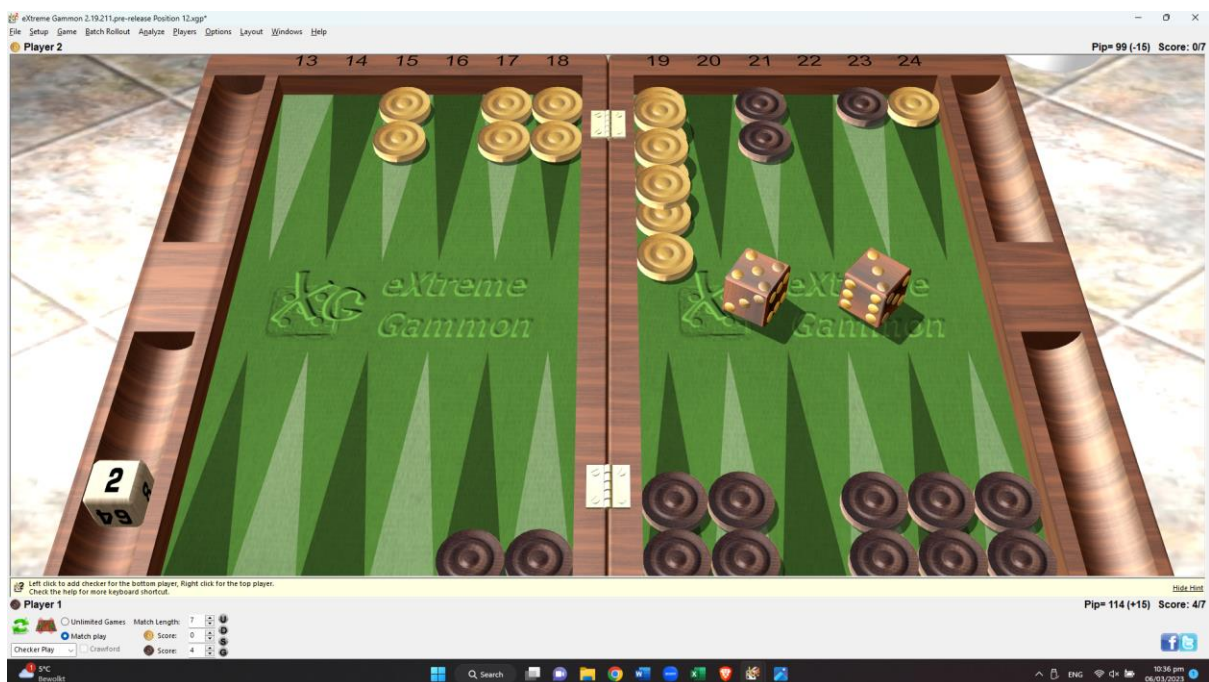 eXtreme Gammon 2.19.211.pre-release Position 12.xgp*
File Setup Game Batch Rollout Analyze Players Options Layout Windows Help
Player 2 Pip= 99 (-15) Score: 0/7
13 14 15 16 17 18 19 20 21 22 23 24
XG eXtreme Gammon
XG eXtreme Gammon
2
64
Left click to add checker for the bottom player, Right click for the top player.
Check the help for more keyboard shortcut.
Hide Hint
Player 1 Pip= 114 (+15) Score: 4/7
Unlimited Games Match Length: 7
Match play Score: 0
Checker Play Crawford Score: 4
U
D
S
G
1
5°C
Bewolkt
Search
ENG
10:36 pm
06/03/2023